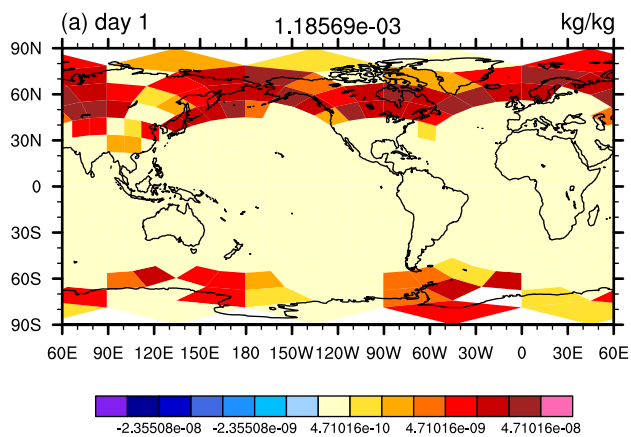 (a) day 1 1.18569e-03 kg/kg
90N
60N
30N
0
30S
60S
90S
60E 90E 120E 150E 180 150W 120W 90W 60W 30W 0 30E 60E
-2.35508e-08 -2.35508e-09 4.71016e-10 4.71016e-09 4.71016e-08